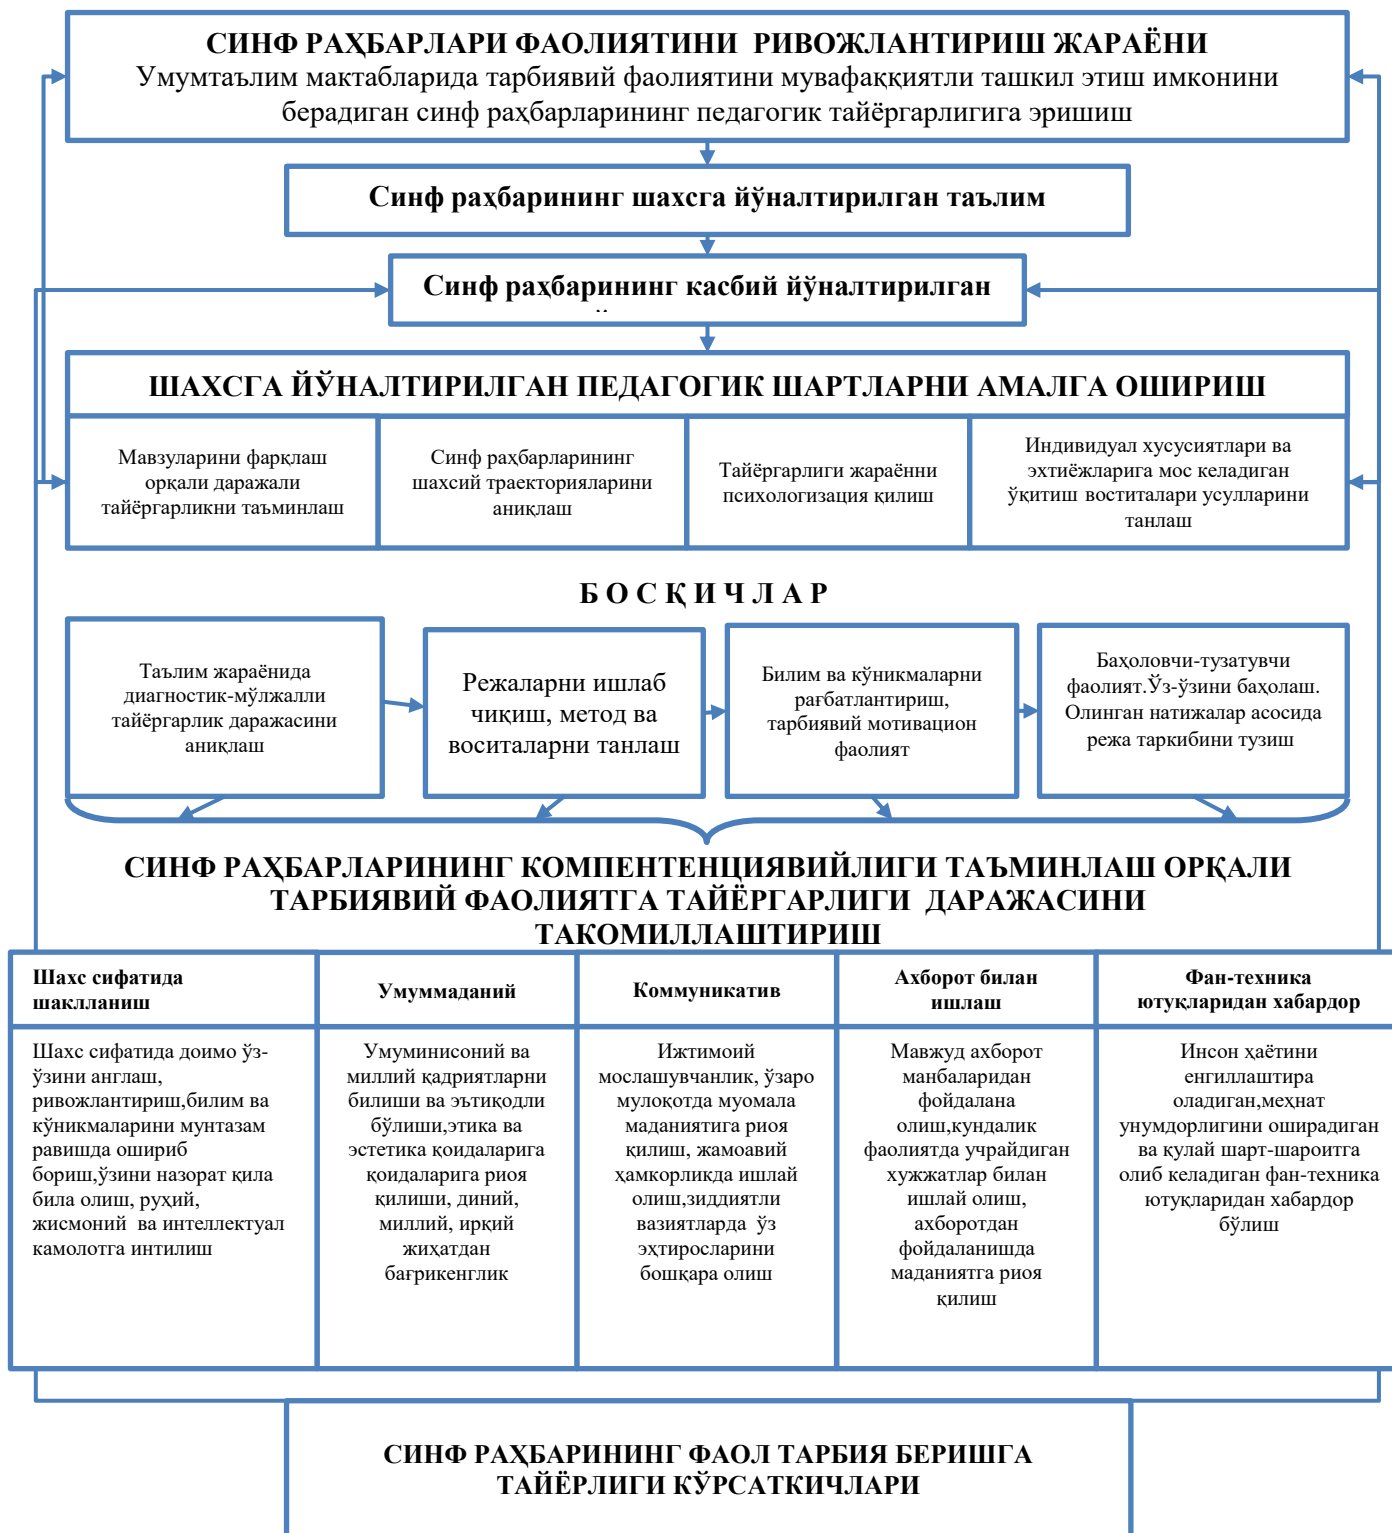 СИНФ РАҲБАРЛАРИ ФАОЛИЯТИНИ РИВОЖЛАНТИРИШ ЖАРАЁНИ
Умумтаълим мактабларида тарбиявий фаолиятини мувафаққиятли ташкил этиш имконини
берадиган синф раҳбарларининг педагогик тайёргарлигига эришиш
Синф раҳбарининг шахсга йўналтирилган таълим
Синф раҳбарининг касбий йўналтирилган
ШАХСГА ЙЎНАЛТИРИЛГАН ПЕДАГОГИК ШАРТЛАРНИ АМАЛГА ОШИРИШ
Мавзуларини фарқлаш
орқали даражали
тайёргарликни таъминлаш
Синф раҳбарларининг
шахсий траекторияларини
аниқлаш
Тайёргарлиги жараённи
психологизация қилиш
Индивидуал хусусиятлари ва
эхтиёжларига мос келадиган
ўқитиш воститалари усулларини
танлаш
Б О С Қ И Ч Л А Р
Таълим жараёнида
диагностик-мўлжалли
тайёргарлик даражасини
аниқлаш
Режаларни ишлаб
чиқиш, метод ва
воситаларни танлаш
Билим ва кўникмаларни
рағбатлантириш,
тарбиявий мотивацион
фаолият
Баҳоловчи-тузатувчи
фаолият.Ўз-ўзини баҳолаш.
Олинган натижалар асосида
режа таркибини тузиш
СИНФ РАҲБАРЛАРИНИНГ КОМПЕНТЕНЦИЯВИЙЛИГИ ТАЪМИНЛАШ ОРҚАЛИ
ТАРБИЯВИЙ ФАОЛИЯТГА ТАЙЁРГАРЛИГИ ДАРАЖАСИНИ
ТАКОМИЛЛАШТИРИШ
Шахс сифатида
шаклланиш
Умуммаданий
Коммуникатив
Ахборот билан
ишлаш
Фан-техника
ютуқларидан хабардор
Шахс сифатида доимо ўз-
ўзини англаш,
ривожлантириш,билим ва
кўникмаларини мунтазам
равишда ошириб
бориш,ўзини назорат қила
била олиш, руҳий,
жисмоний ва интеллектуал
камолотга интилиш
Умуминисоний ва
миллий қадриятларни
билиши ва эътиқодли
бўлиши,этика ва
эстетика қоидаларига
қоидаларига риоя
қилиши, диний,
миллий, ирқий
жиҳатдан
бағрикенглик
Ижтимоий
мослашувчанлик, ўзаро
мулоқотда муомала
маданиятига риоя
қилиш, жамоавий
ҳамкорликда ишлай
олиш,зиддиятли
вазиятларда ўз
эҳтиросларини
бошқара олиш
Мавжуд ахборот
манбаларидан
фойдалана
олиш,кундалик
фаолиятда учрайдиган
хужжатлар билан
ишлай олиш,
ахборотдан
фойдаланишда
маданиятга риоя
қилиш
Инсон ҳаётини
енгиллаштира
оладиган,меҳнат
унумдорлигини оширадиган
ва қулай шарт-шароитга
олиб келадиган фан-техника
ютуқларидан хабардор
бўлиш
СИНФ РАҲБАРИНИНГ ФАОЛ ТАРБИЯ БЕРИШГА
ТАЙЁРЛИГИ КЎРСАТКИЧЛАРИ